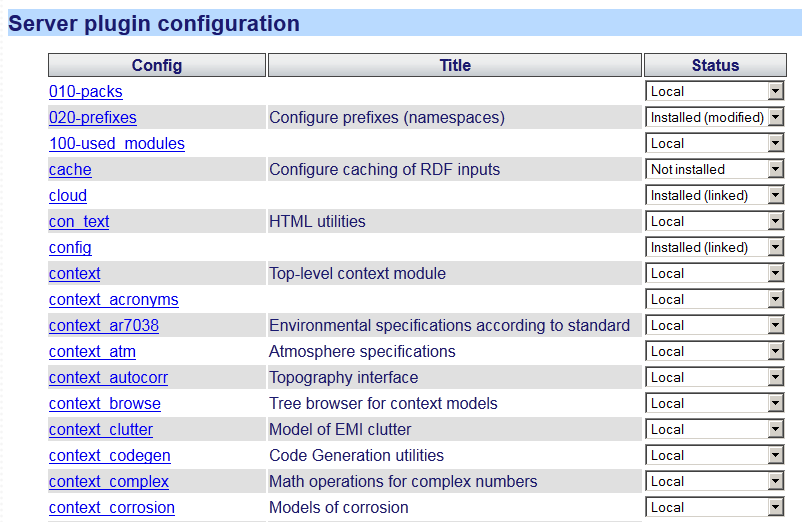 Server plugin configuration
Config Title Status
010-packs Local
020-prefixes Configure prefixes (namespaces) Installed (modified)
100-used_modules Local
cache Configure caching of RDF inputs Not installed
cloud Installed (linked)
con_text HTML utilities Local
config Installed (linked)
context Top-level context module Local
context_acronyms Local
context_ar7038 Environmental specifications according to standard Local
context_atm Atmosphere specifications Local
context_autocorr Topography interface Local
context_browse Tree browser for context models Local
context_clutter Model of EMI clutter Local
context_codegen Code Generation utilities Local
context_complex Math operations for complex numbers Local
context_corrosion Models of corrosion Local